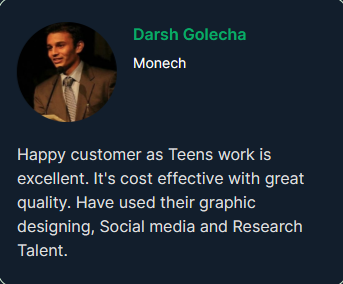 Darsh Golecha
Monech
Happy customer as Teens work is
excellent. It's cost effective with great
quality. Have used their graphic
designing, Social media and Research
Talent.